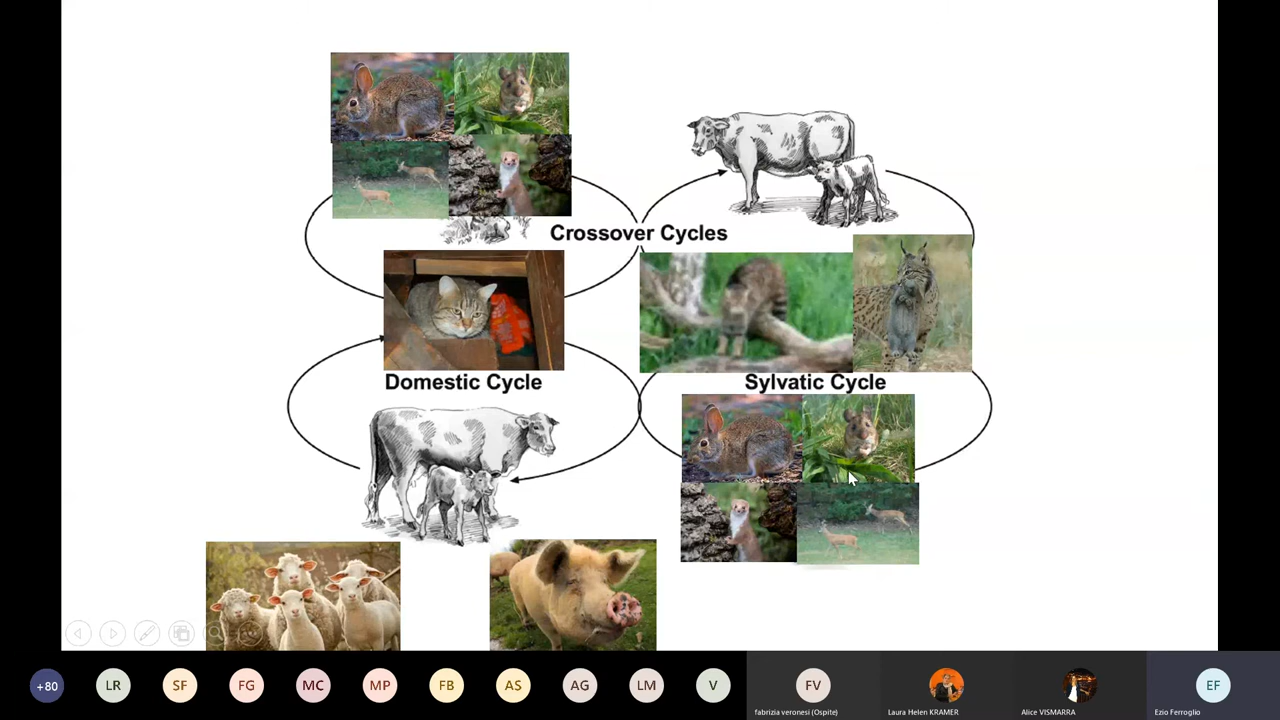 Crossover Cycles
Domestic Cycle
Sylvatic Cycle
+80
LR
SF
FG
MC
MP
FB
AS
AG
LM
V
FV
EF
fabrizia veronesi (Ospite)
Laura Helen KRAMER
Alice VISMARRA
Ezio Ferroglio